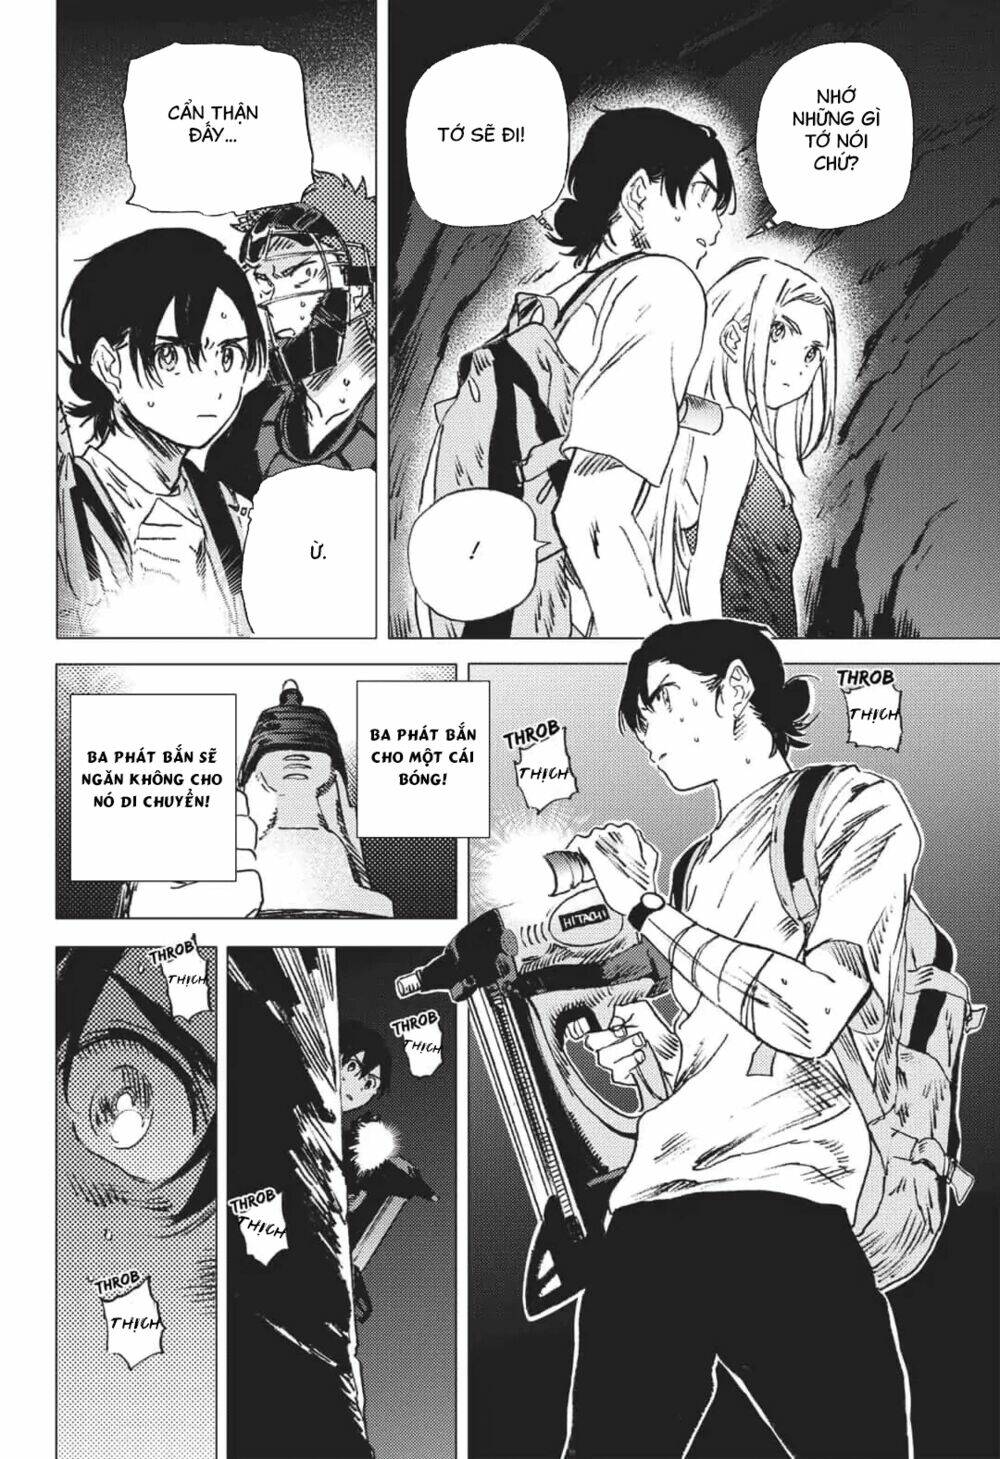 NHỚ
NHỮNG GÌ
TỚ NÓI
CHỨ?
TỚ SẼ ĐI!
!
CẨN THẬN
ĐẤY...
Ừ.
THROB
THỊCH
THROB
THỊCH
HITACHI
BA PHÁT BẮN
CHO MỘT CÁI
BÓNG!
BA PHÁT BẮN SẼ
NGĂN KHÔNG CHO
NÓ DI CHUYỂN!
THROB
THỊCH
THROB
THỊCH
THROB
THỊCH
THROB
THỊCH